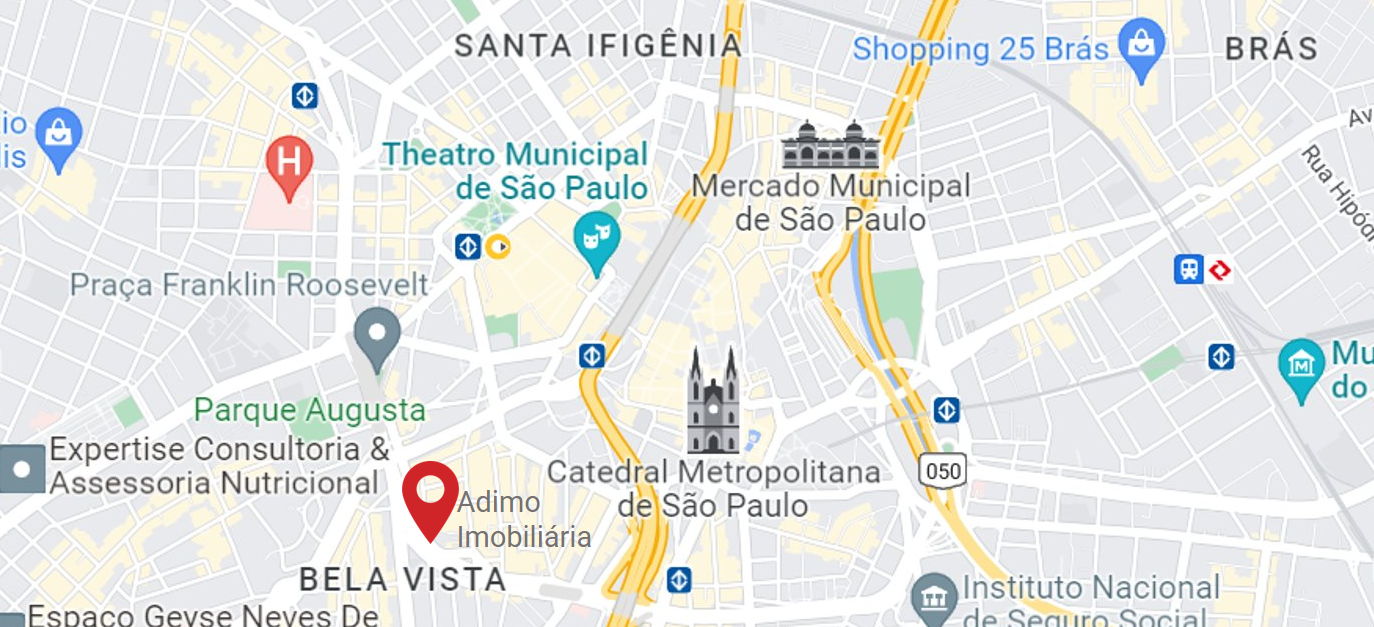 SANTA IFIGÊNIA
Shopping 25 Brás
BRÁS
io
lis
Av
H
Theatro Municipal
de São Paulo
Mercado Municipal
de São Paulo
Rua Hipód
Praça Franklin Roosevelt
Mu
do
M
Parque Augusta
Expertise Consultoria &
Assessoria Nutricional
050
Catedral Metropolitana
de São Paulo
Adimo
Imobiliária
BELA VISTA
Instituto Nacional
de Seguro Social
Espaço Geyse Neves De